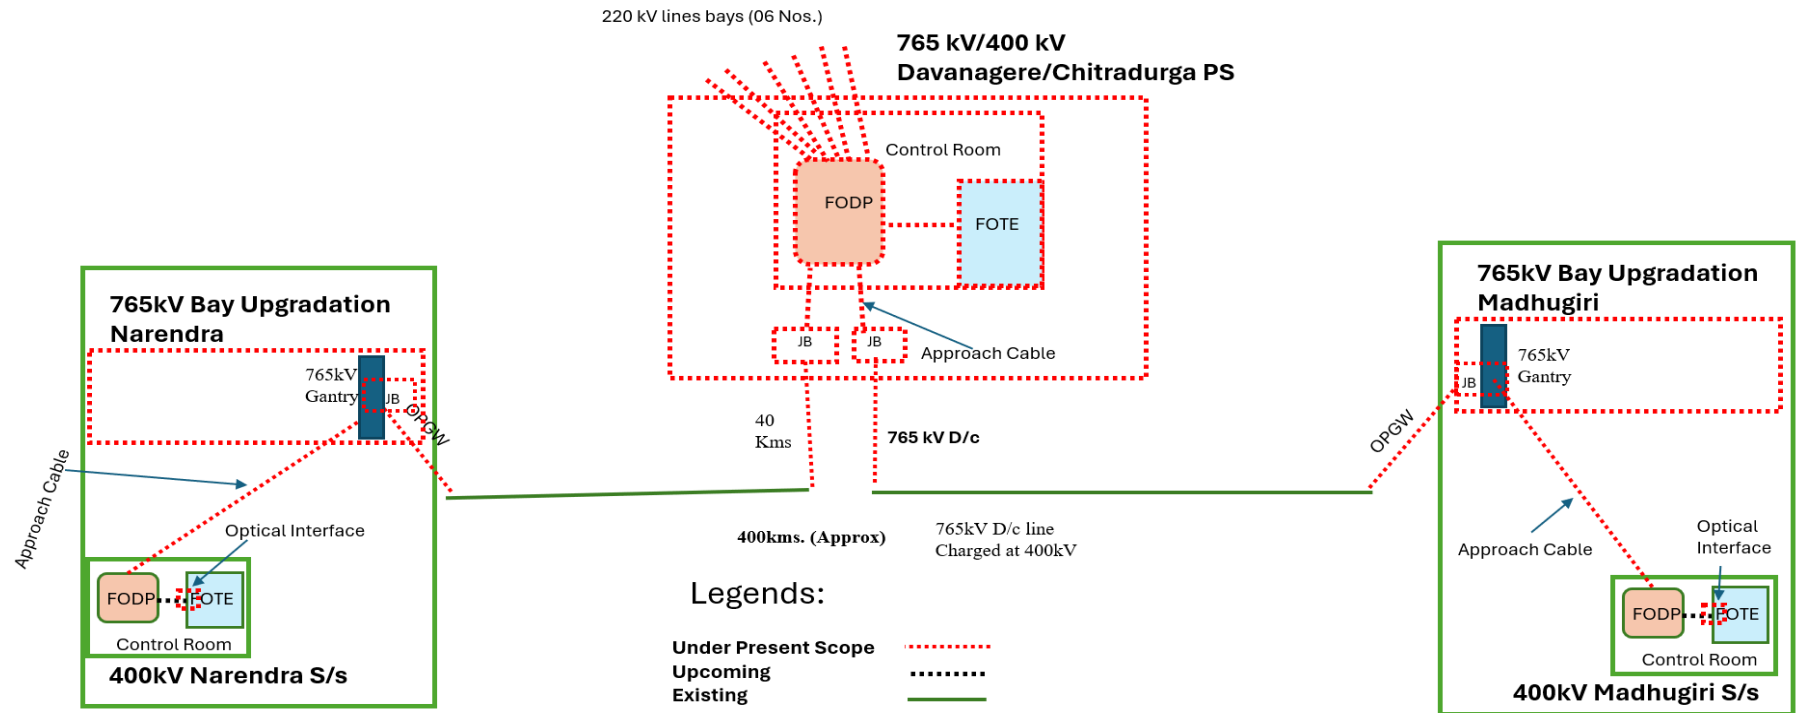 220 kV lines bays (06 Nos.)
765 kV/400 kV
Davanagere/Chitradurga PS
Control Room
FODP
FOTE
JB
JB
Approach Cable
40
Kms
765 kV D/c
400kms. (Approx)
765kV D/c line
Charged at 400kV
765kV Bay Upgradation
Narendra
765kV
Gantry
JB
OPGW
Approach Cable
Optical Interface
FODP
FOTE
Control Room
400kV Narendra S/s
765kV Bay Upgradation
Madhugiri
765kV
Gantry
JB
OPGW
Approach Cable
Optical
Interface
FODP
FOTE
Control Room
400kV Madhugiri S/s
Legends:
Under Present Scope
Upcoming
Existing